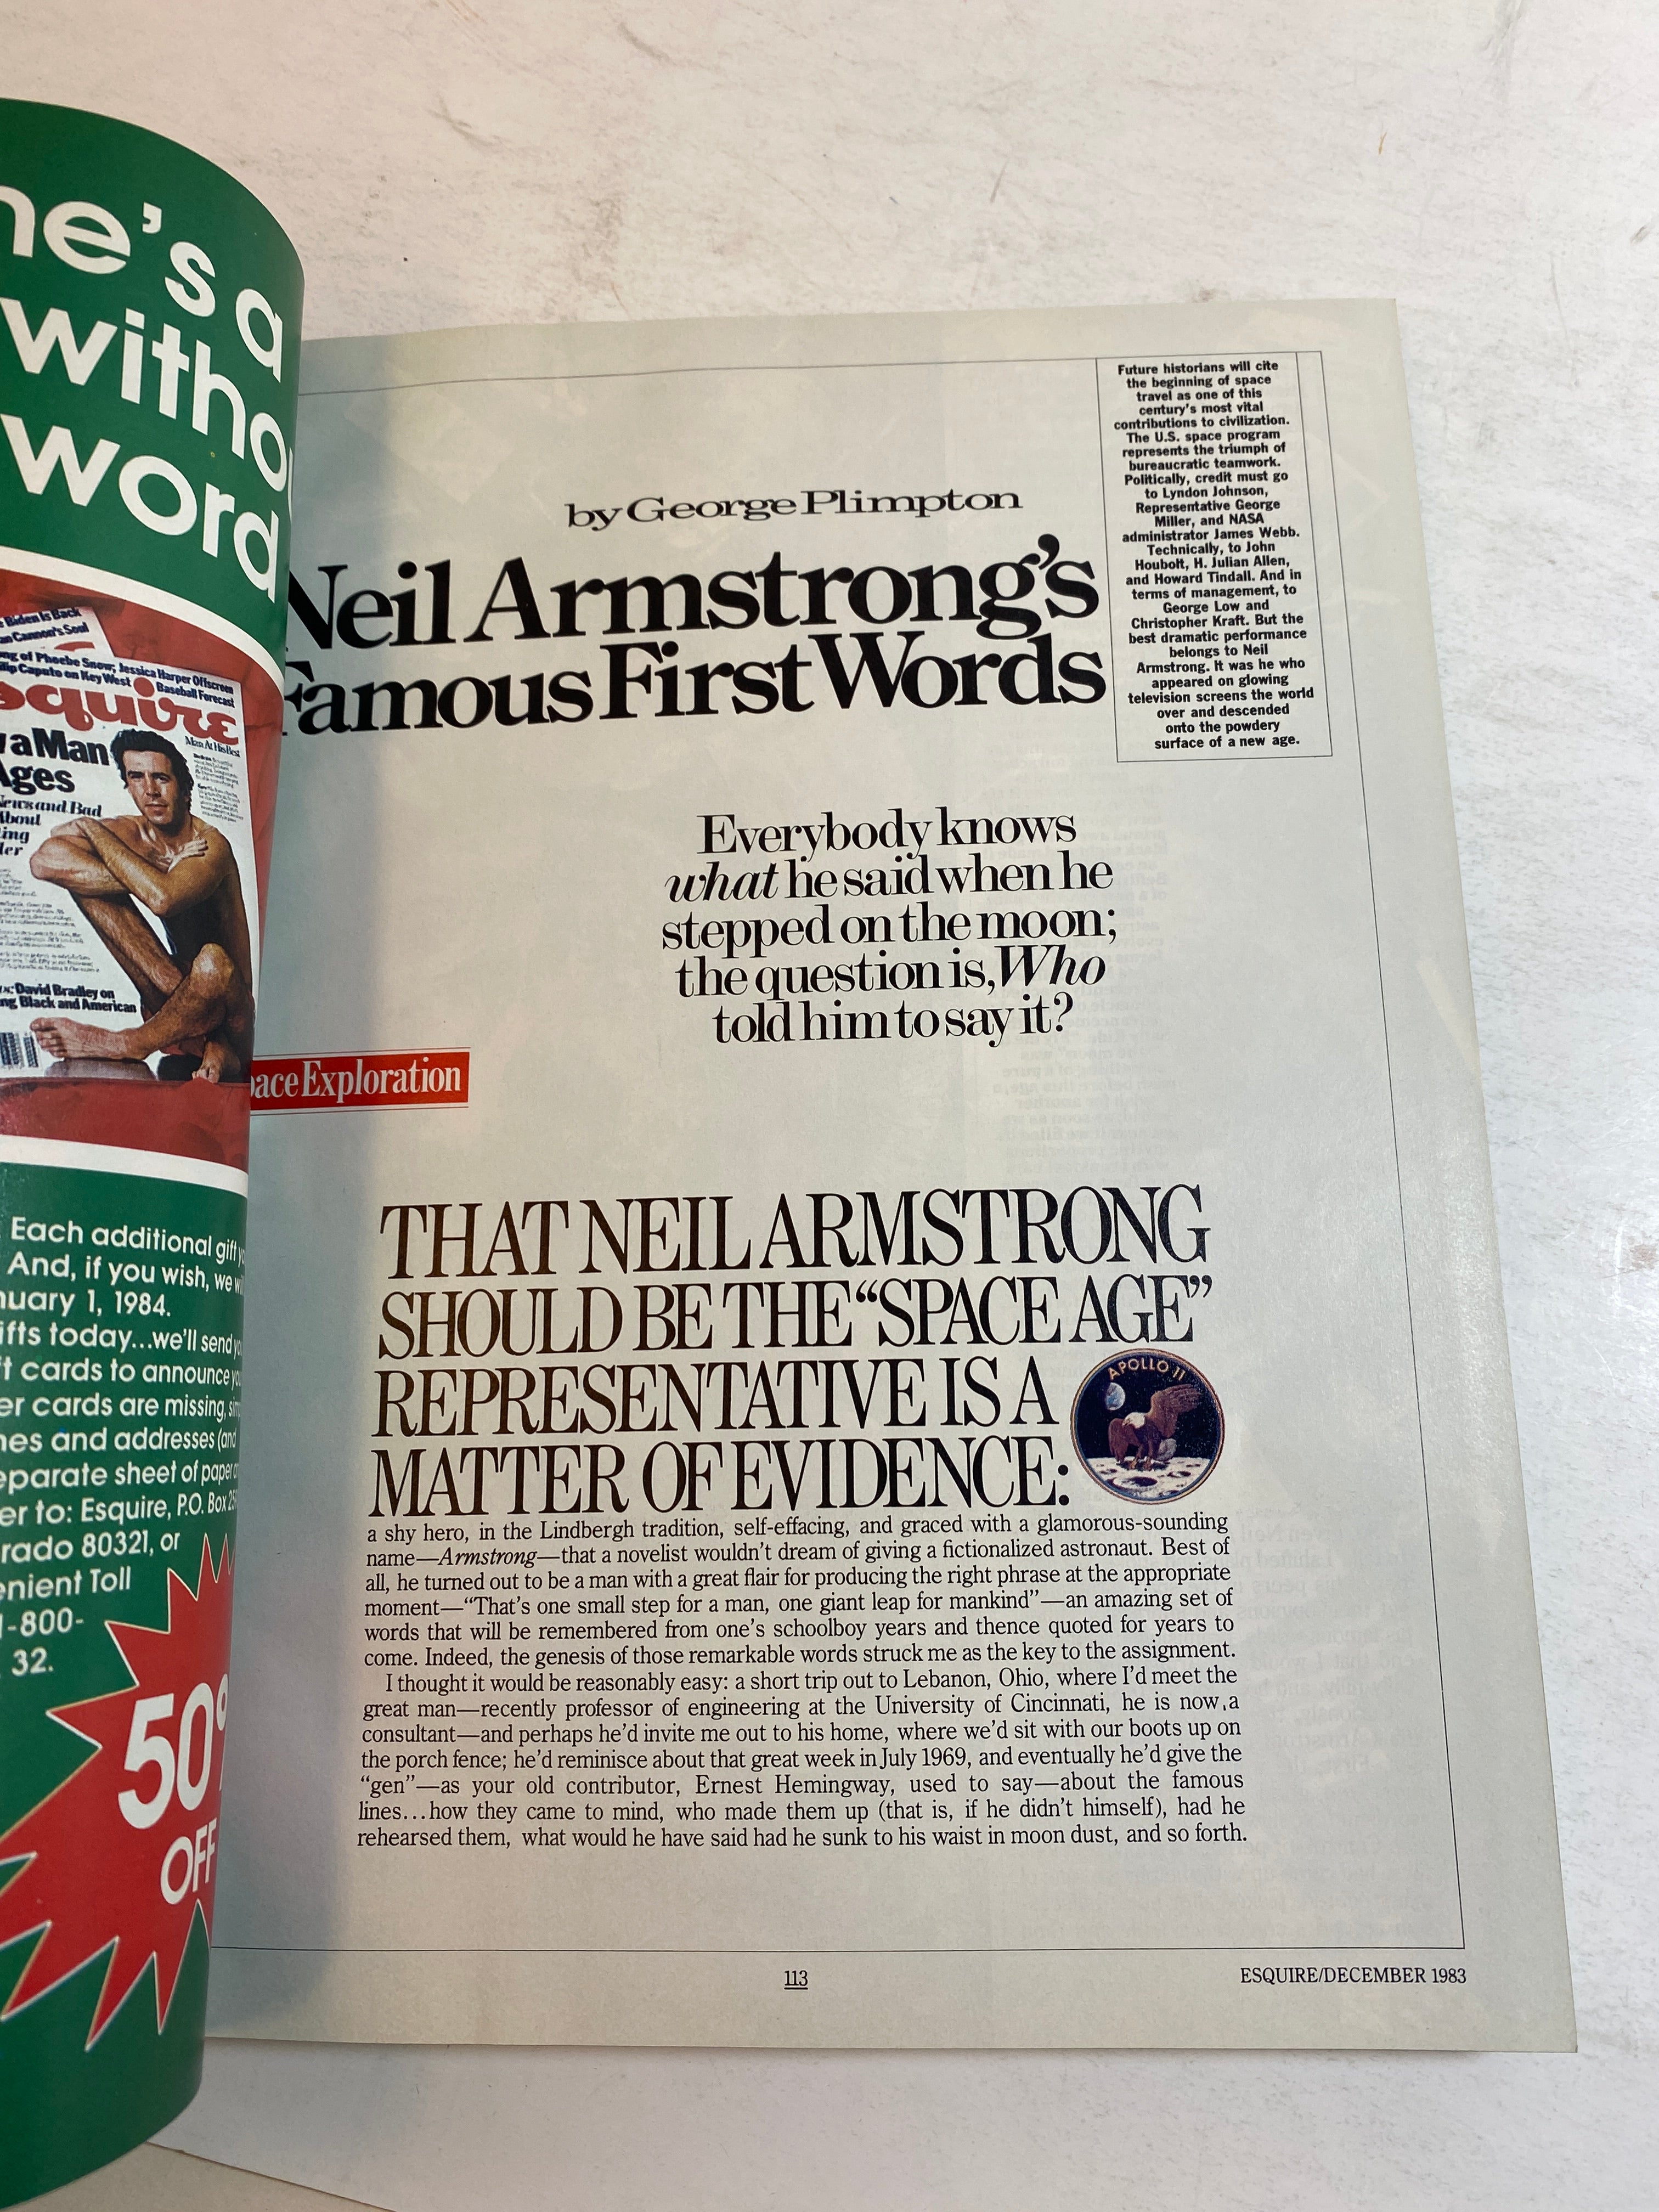 he's a
witho
word
Biden Is Back
an Cannon's Soul
ng of Phoebe Snow; Jessica Harper Offscreen
lip Caputo on Key West Baseball Forecast
squire
Man At His Best
a Man
Ages
News and Bad
About
ing
der
David Bradley on
ng Black and American
Each additional gift
And, if you wish, we
nuary 1, 1984.
ifts today...we'll send
t cards to announce
er cards are missing,
nes and addresses (and
eparate sheet of paper
er to: Esquire, P.O. Box
rado 80321, or
enient Toll
1-800-
32.
50%
OFF
Future historians will cite
the beginning of space
travel as one of this
century's most vital
contributions to civilization.
The U.S. space program
represents the triumph of
bureaucratic teamwork.
Politically, credit must go
to Lyndon Johnson,
Representative George
Miller, and NASA
administrator James Webb.
Technically, to John
Houbolt, H. Julian Allen,
and Howard Tindall. And in
terms of management, to
George Low and
Christopher Kraft. But the
best dramatic performance
belongs to Neil
Armstrong. It was he who
appeared on glowing
television screens the world
over and descended
onto the powdery
surface of a new age.
by George Plimpton
Neil Armstrong's
Famous First Words
Everybody knows
what he said when he
stepped on the moon;
the question is, Who
told him to say it?
pace Exploration
THAT NEIL ARMSTRONG
SHOULD BE THE “SPACE AGE”
REPRESENTATIVE IS A
MATTER OF EVIDENCE:
APOLLO 11
a shy hero, in the Lindbergh tradition, self-effacing, and graced with a glamorous-sounding
name—Armstrong—that a novelist wouldn't dream of giving a fictionalized astronaut. Best of
all, he turned out to be a man with a great flair for producing the right phrase at the appropriate
moment—“That's one small step for a man, one giant leap for mankind”—an amazing set of
words that will be remembered from one's schoolboy years and thence quoted for years to
come. Indeed, the genesis of those remarkable words struck me as the key to the assignment.
I thought it would be reasonably easy: a short trip out to Lebanon, Ohio, where I'd meet the
great man—recently professor of engineering at the University of Cincinnati, he is now a
consultant—and perhaps he'd invite me out to his home, where we'd sit with our boots up on
the porch fence; he'd reminisce about that great week in July 1969, and eventually he'd give the
“gen”—as your old contributor, Ernest Hemingway, used to say—about the famous
lines...how they came to mind, who made them up (that is, if he didn't himself), had he
rehearsed them, what would he have said had he sunk to his waist in moon dust, and so forth.
113
ESQUIRE/DECEMBER 1983